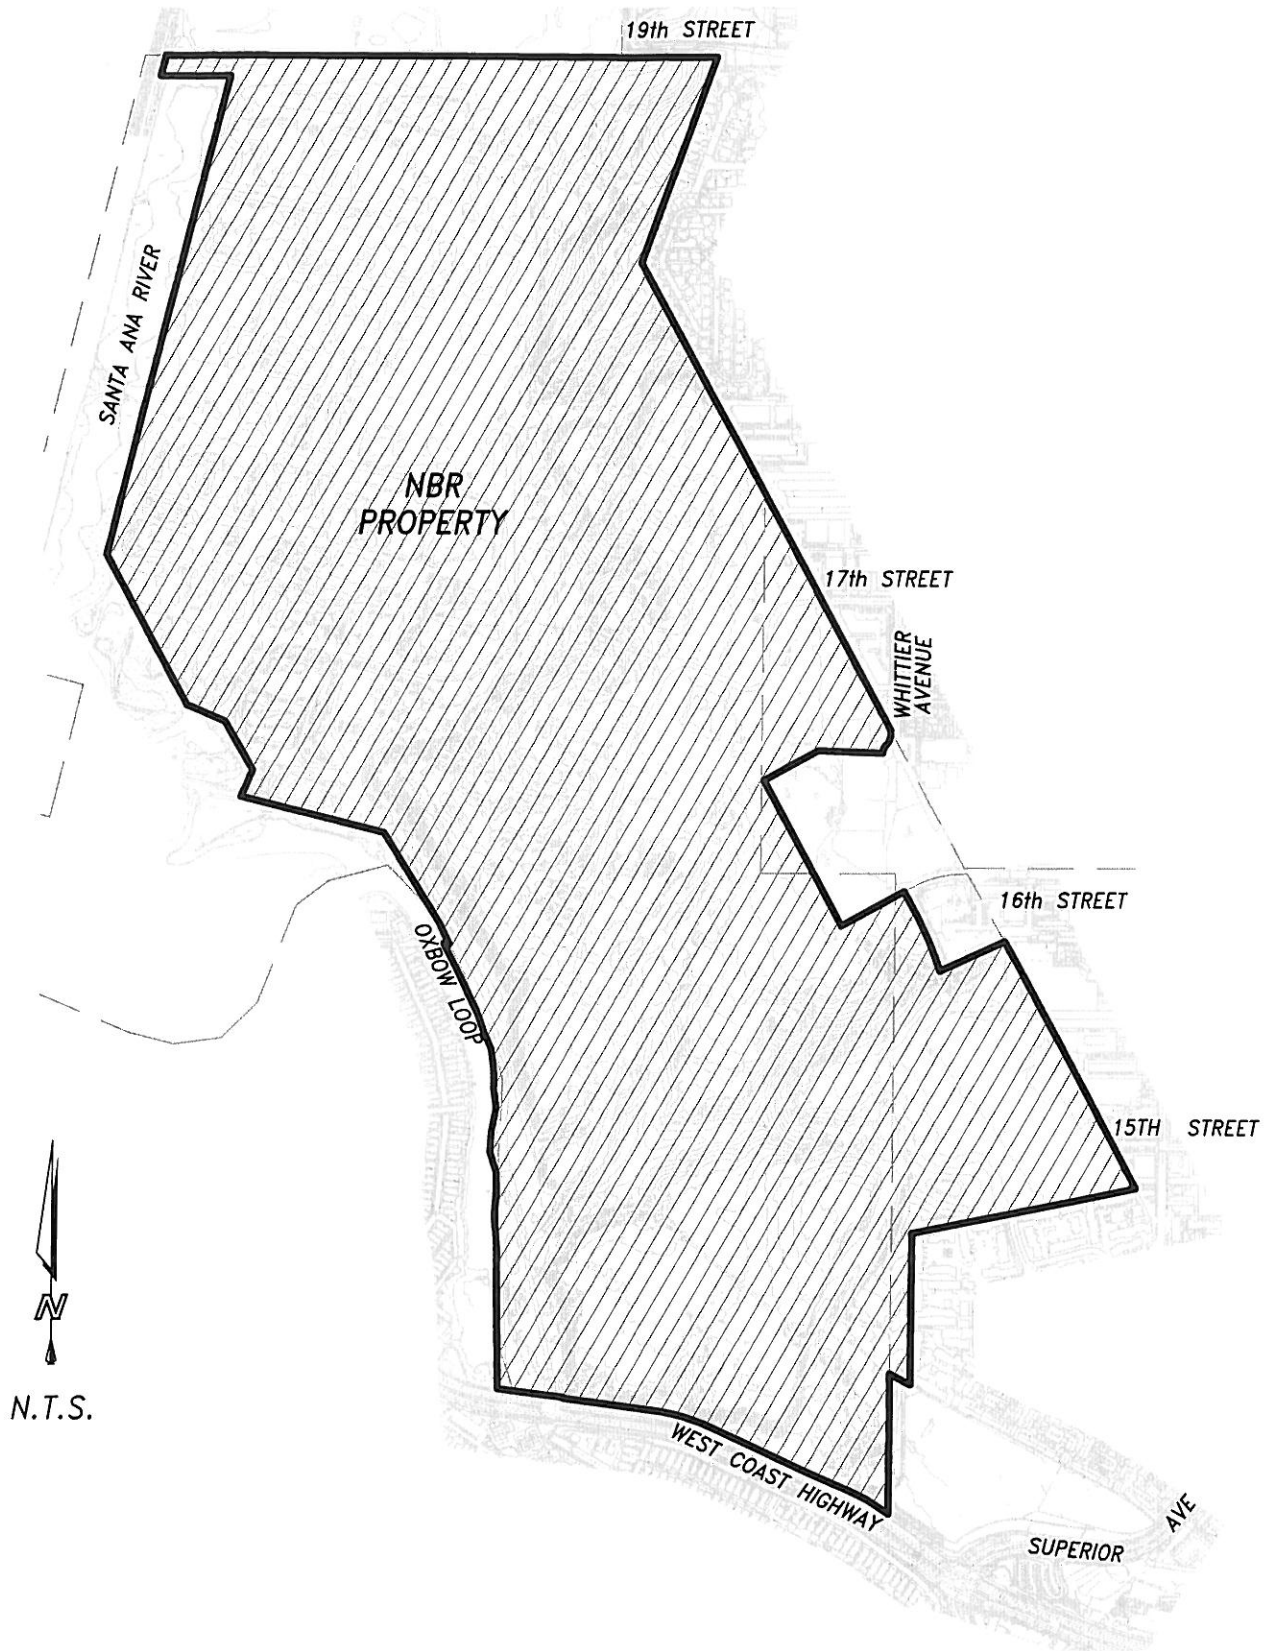 19th STREET
SANTA ANA RIVER
NBR
PROPERTY
17th STREET
WHITTIER
AVENUE
16th STREET
OXBOW LOOP
15TH STREET
N
N.T.S.
WEST COAST HIGHWAY
SUPERIOR AVE